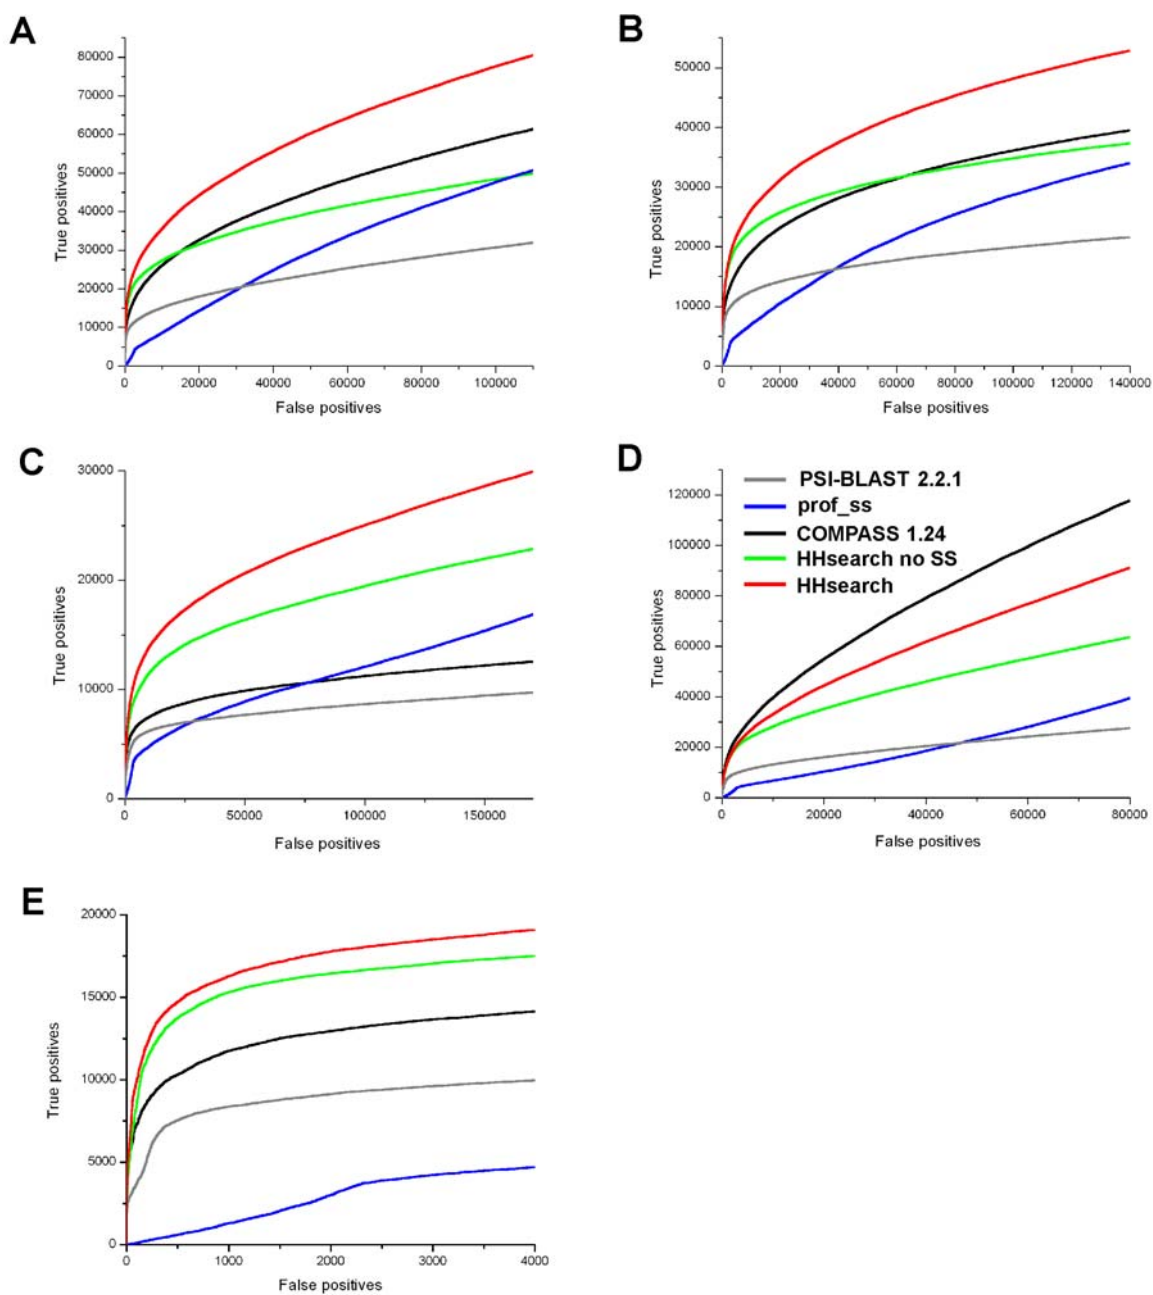 A
80000
70000
60000
50000
40000
30000
20000
10000
0
True positives
0 20000 40000 60000 80000 100000
False positives
B
50000
40000
30000
20000
10000
0
True positives
0 20000 40000 60000 80000 100000 120000 140000
False positives
C
30000
20000
10000
0
True positives
0 50000 100000 150000
False positives
D
120000
100000
80000
60000
40000
20000
0
True positives
PSI-BLAST 2.2.1
prof_ss
COMPASS 1.24
HHsearch no SS
HHsearch
0 20000 40000 60000 80000
False positives
E
20000
15000
10000
5000
0
True positives
0 1000 2000 3000 4000
False positives